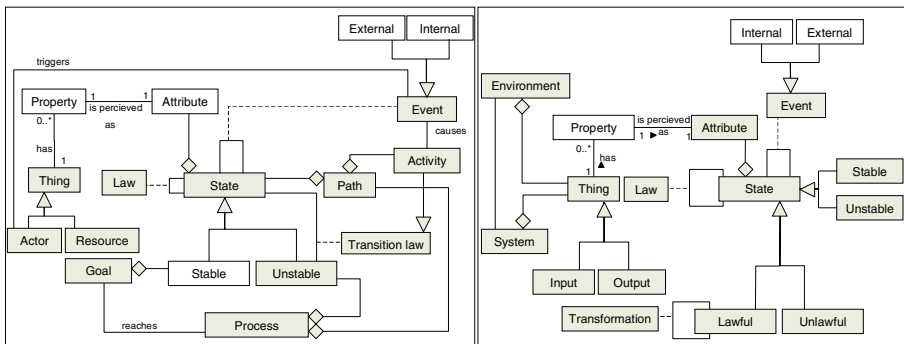 External Internal
triggers
Property 1 1 Attribute
is percieved
as
Event
0..*
has
1
causes
Thing
Law
State
Path
Activity
Actor
Resource
Transition law
Goal
Stable
Unstable
reaches
Process
Internal External
Environment
Event
Property
is percieved
1 as 1
Attribute
0..*
has
1
Thing
Law
State
Stable
Unstable
System
Input
Output
Transformation
Lawful
Unlawful